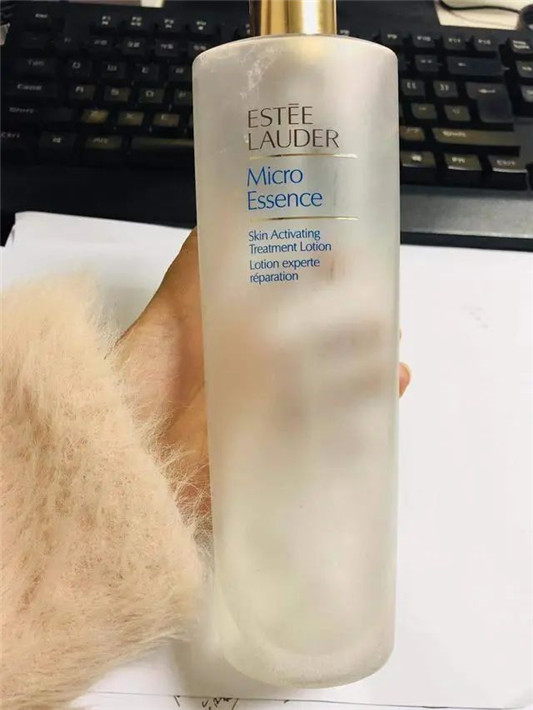 ESTĒE
LAUDER
Micro
Essence
Skin Activating
Treatment Lotion
Lotion experte
réparation